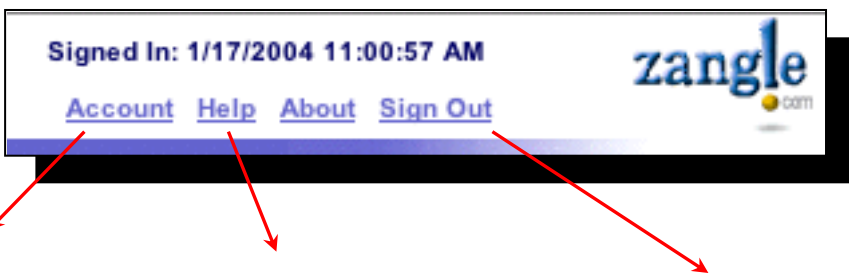 Signed In: 1/17/2004 11:00:57 AM
zangle
.com
Account Help About Sign Out